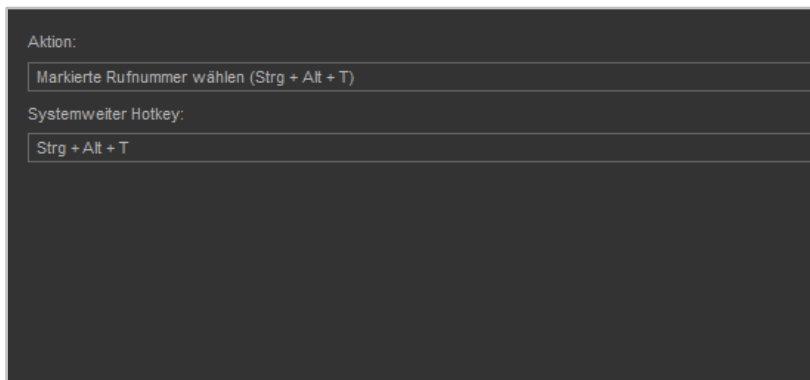 Aktion:
Markierte Rufnummer wählen (Strg + Alt + T)
Systemweiter Hotkey:
Strg + Alt + T